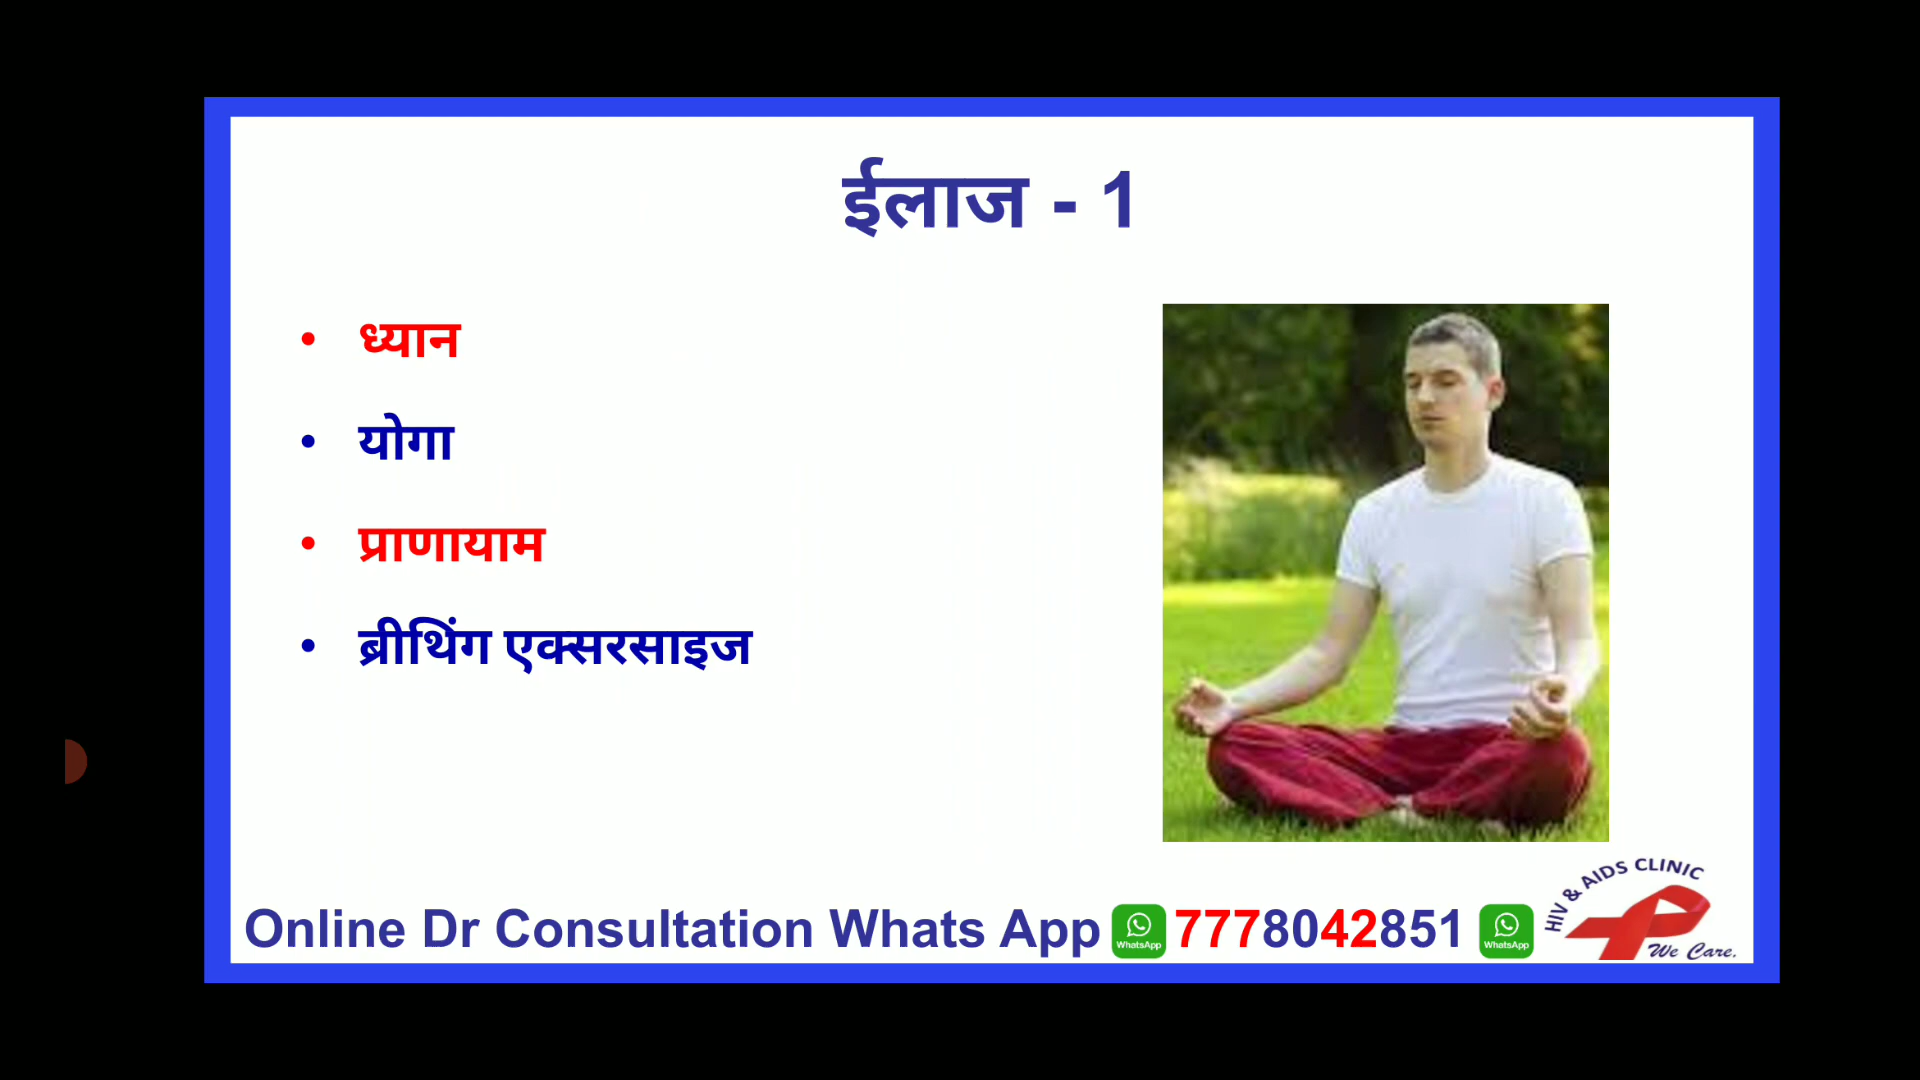 ईलाज - 1
• ध्यान
• योगा
• प्राणायाम
• ब्रीथिंग एक्सरसाइज
HIV & AIDS CLINIC
We Care.
Online Dr Consultation Whats App WhatsApp 7778042851 WhatsApp